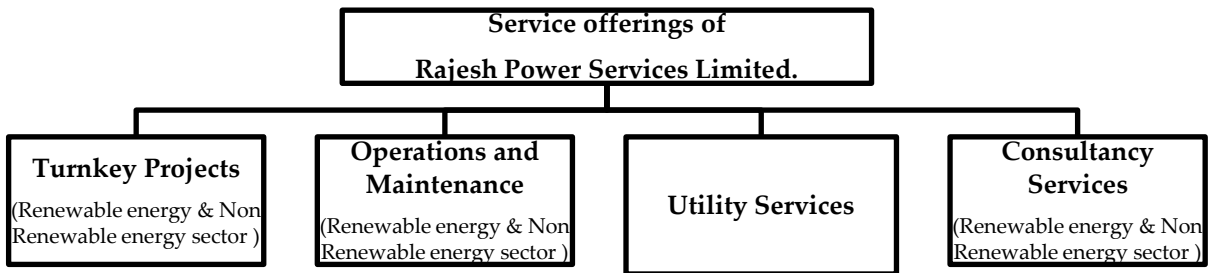 Service offerings of
Rajesh Power Services Limited.
Turnkey Projects
(Renewable energy & Non
Renewable energy sector )
Operations and
Maintenance
(Renewable energy & Non
Renewable energy sector )
Utility Services
Consultancy
Services
(Renewable energy & Non
Renewable energy sector )